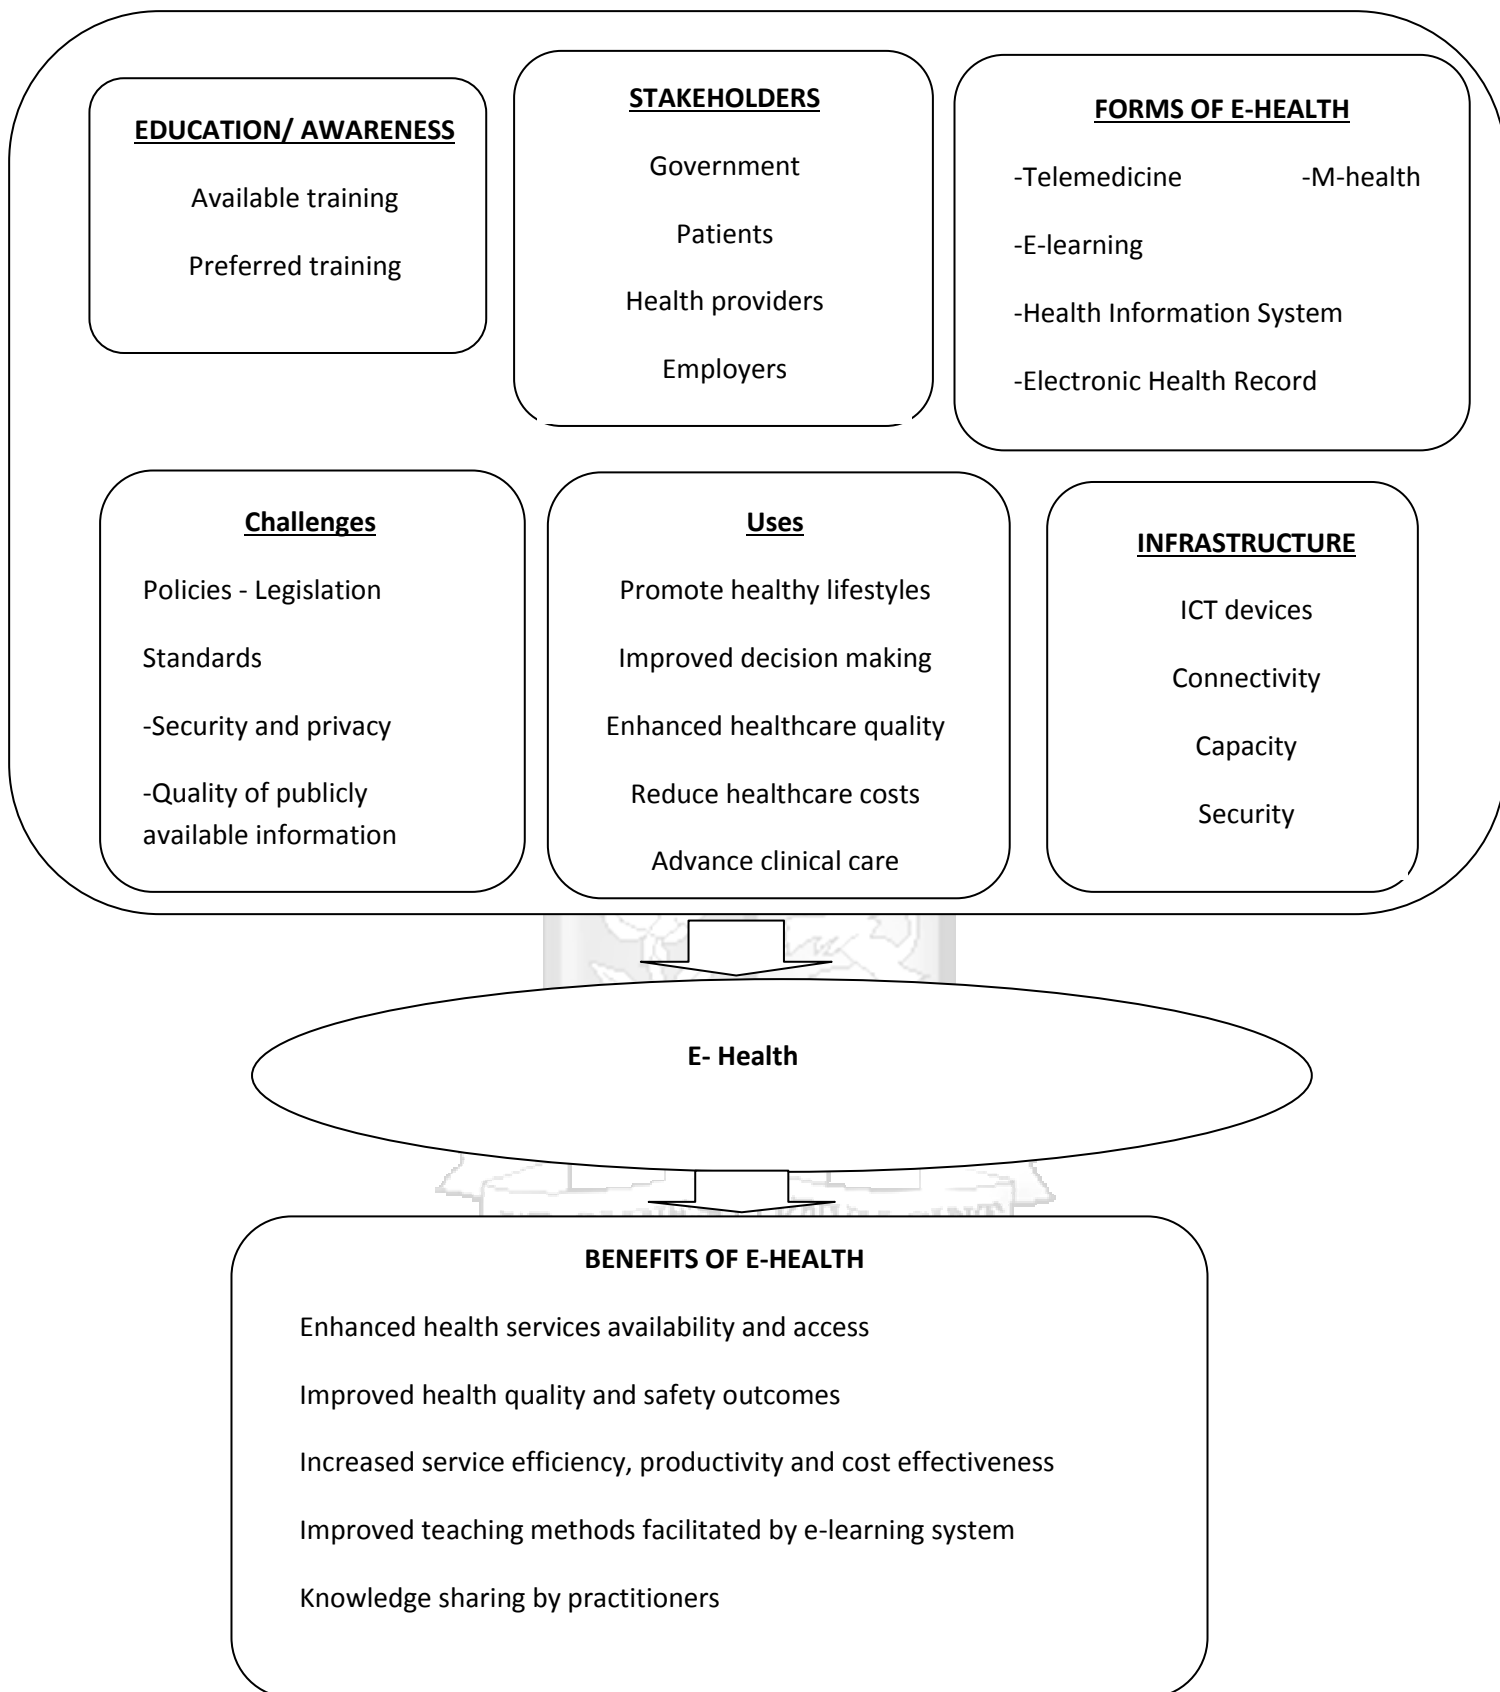 EDUCATION/ AWARENESS
Available training
Preferred training
STAKEHOLDERS
Government
Patients
Health providers
Employers
FORMS OF E-HEALTH
-Telemedicine -M-health
-E-learning
-Health Information System
-Electronic Health Record
Challenges
Policies - Legislation
Standards
-Security and privacy
-Quality of publicly
available information
Uses
Promote healthy lifestyles
Improved decision making
Enhanced healthcare quality
Reduce healthcare costs
Advance clinical care
INFRASTRUCTURE
ICT devices
Connectivity
Capacity
Security
E- Health
BENEFITS OF E-HEALTH
Enhanced health services availability and access
Improved health quality and safety outcomes
Increased service efficiency, productivity and cost effectiveness
Improved teaching methods facilitated by e-learning system
Knowledge sharing by practitioners